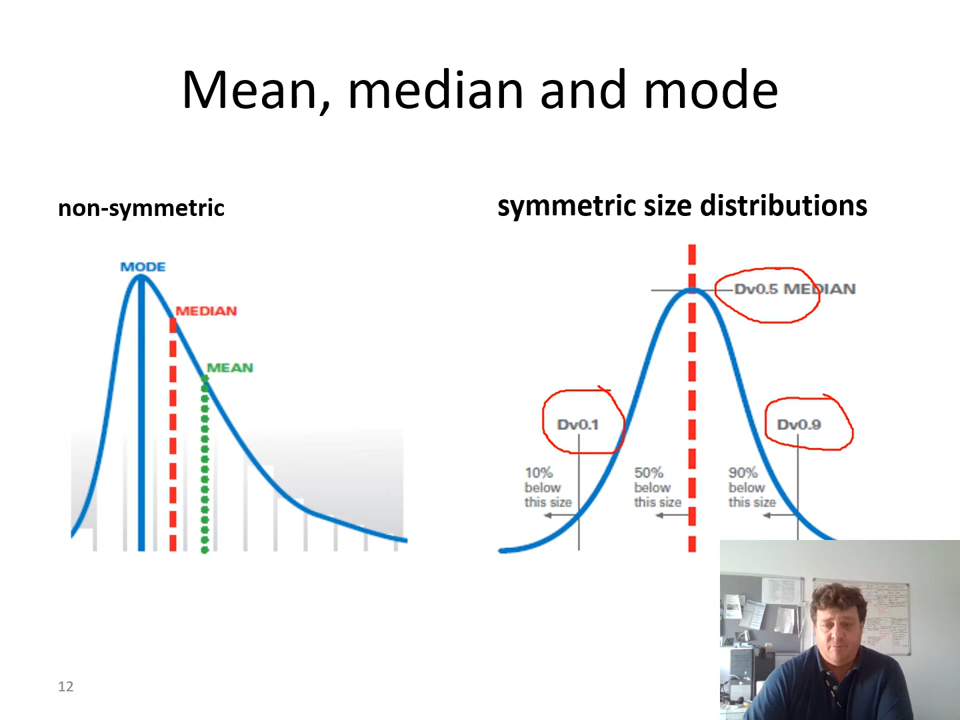 Mean, median and mode
non-symmetric
MODE
MEDIAN
MEAN
symmetric size distributions
Dv0.5 MEDIAN
Dv0.1
Dv0.9
10%
below
this size
50%
below
this size
90%
below
this size
12